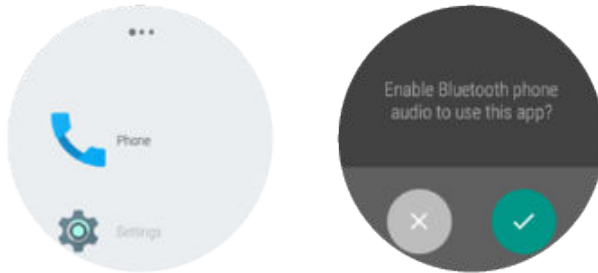 Phone
Settings
Enable Bluetooth phone
audio to use this app?